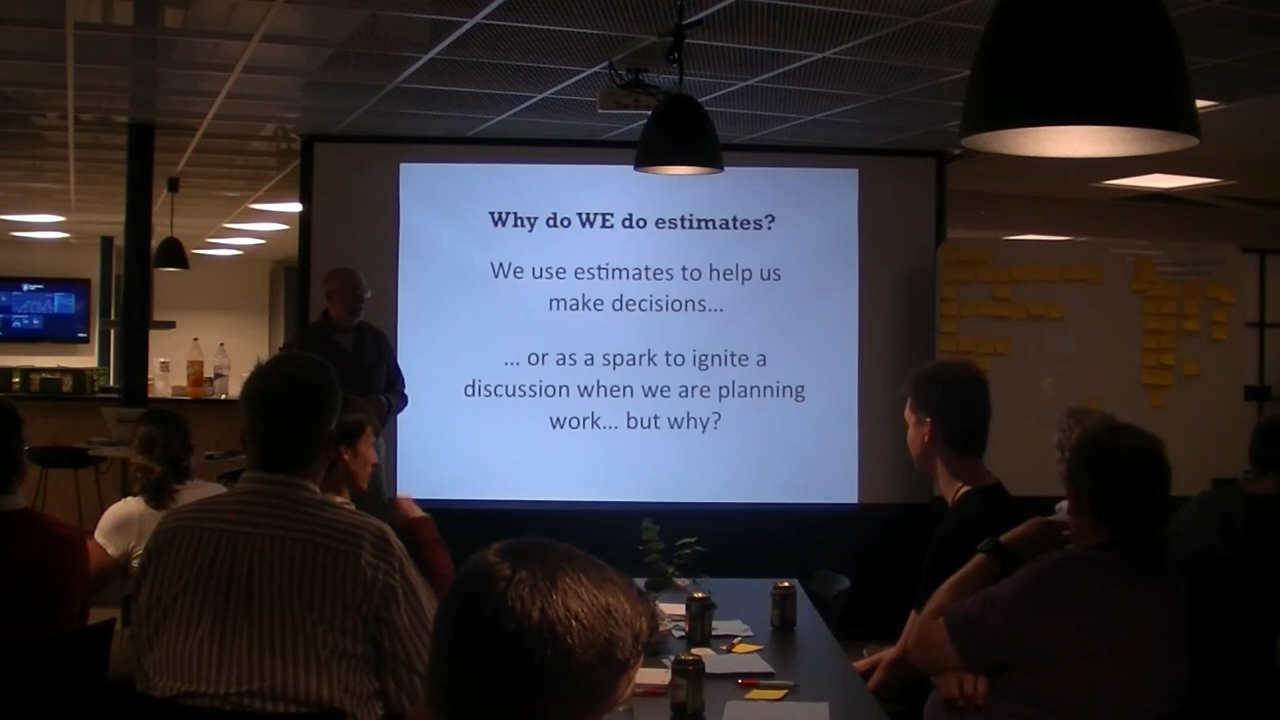 Why do WE do estimates?
We use estimates to help us
make decisions...
... or as a spark to ignite a
discussion when we are planning
work... but why?